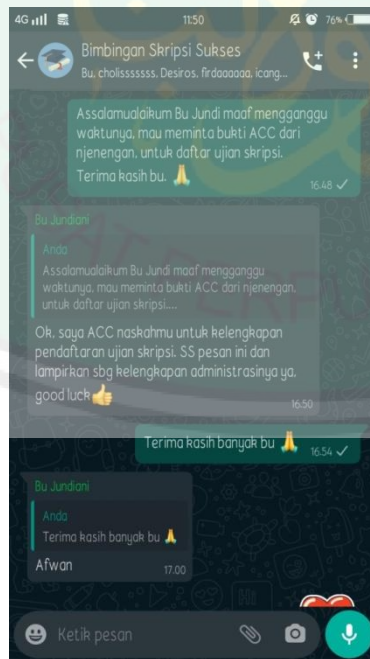 4G 11:50 76%
Bimbingan Skripsi Sukses
Bu, cholisssssss, Desiros, firdaaaaaa, icang...
Assalamualaikum Bu Jundi maaf mengganggu
waktunya, mau meminta bukti ACC dari
njenengan, untuk daftar ujian skripsi.
Terima kasih bu. 🙏
16.48
Bu Jundiani
Anda
Assalamualaikum Bu Jundi maaf mengganggu
waktunya, mau meminta bukti ACC dari njenengan,
untuk daftar ujian skripsi....
Ok, saya ACC naskahmu untuk kelengkapan
pendaftaran ujian skripsi. SS pesan ini dan
lampirkan sbg kelengkapan administrasinya ya.
good luck👍
16.50
Terima kasih banyak bu 🙏 16.54
Bu Jundiani
Anda
Terima kasih banyak bu 🙏
Afwan 17.00
Ketik pesan